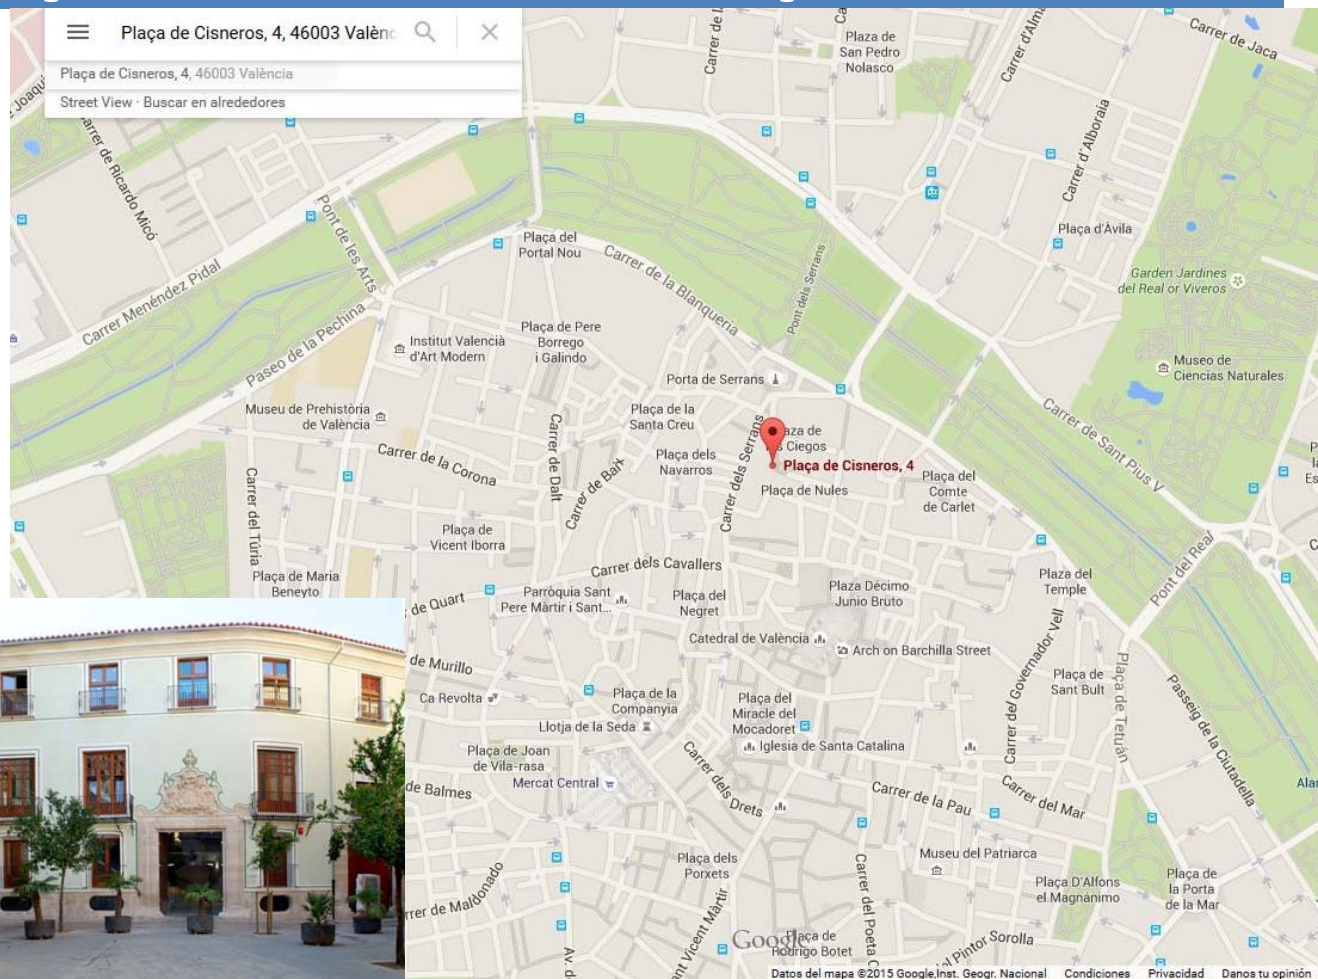 Plaça de Cisneros, 4, 46003 Valènc
Plaça de Cisneros, 4, 46003 València
Street View · Buscar en alrededores
Carrer de Jaca
Plaza de
San Pedro
Nolasco
Carrer d'Alboraia
Carrer de Ricardo Micó
Pont de les Arts
Plaça d'Àvila
Plaça del
Portal Nou
Carrer de la Blanqueria
Pont dels Serrans
Garden Jardines
del Real or Viveros
Carrer Menéndez Pidal
Paseo de la Pechina
Institut Valencià
d'Art Modern
Plaça de Pere
Borrego
i Galindo
Museo de
Ciencias Naturales
Porta de Serrans
Museu de Prehistòria
de València
Plaça de la
Santa Creu
Carrer de Sant Pius V
Carrer de la Corona
Carrer de Dalt
Carrer de Baix
Plaça dels
Navarros
Carrer dels Serrans
Ciegos
Plaça de Cisneros, 4
Plaça de Nules
Plaça del
Comte
de Carlet
Carrer del Túria
Plaça de
Vicent Iborra
Carrer dels Cavallers
Pont del Real
Plaça de Maria
Beneyto
de Quart
Parròquia Sant
Pere Màrtir i Sant...
Plaça del
Negret
Plaza Décimo
Junio Bruto
Plaza del
Temple
Catedral de València
Arch on Barchilla Street
Carrer del Governador Vell
de Murillo
Ca Revolta
Plaça de la
Companyia
Plaça del
Miracle del
Mocadoret
Plaça de
Sant Bult
Plaça de Tetuán
Passeig de la Ciutadella
Llotja de la Seda
Iglesia de Santa Catalina
Plaça de Joan
de Vila-rasa
Mercat Central
Carrer dels Drets
de Balmes
Carrer de la Pau
Carrer del Mar
Museu del Patriarca
Plaça dels
Porxets
Plaça D'Alfons
el Magnànimo
Plaça de
la Porta
de la Mar
rrer de Maldonado
Carrer del Poeta
Av. d
nt Vicent Màrtir
Google
Rodrigo Botet
Pintor Sorolla
Datos del mapa ©2015 Google,Inst. Geogr. Nacional Condiciones Privacidad Danos tu opinión